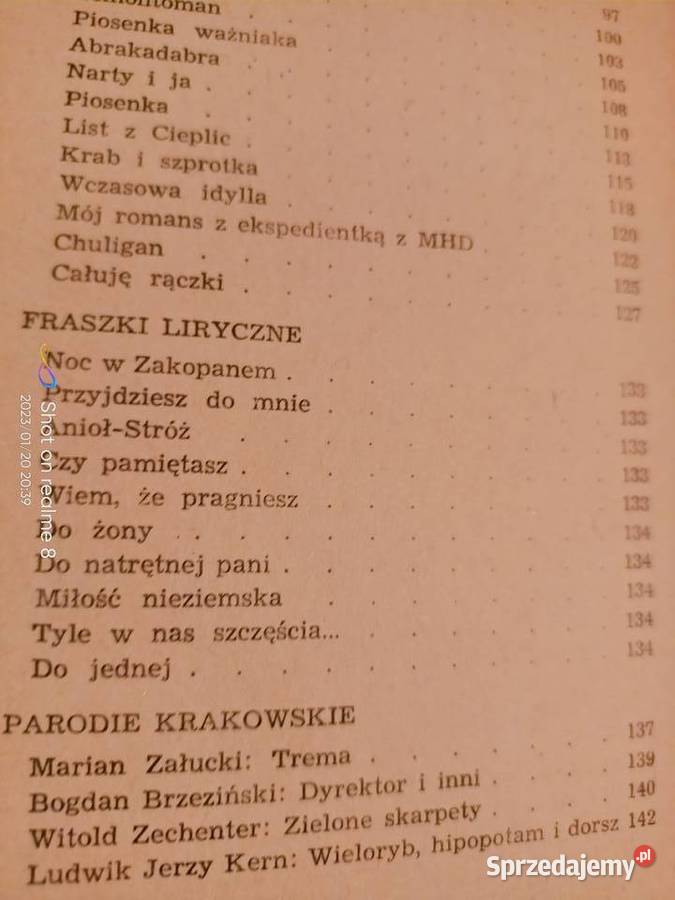 97
100
103
Piosenka ważniaka 105
Abrakadabra 108
Narty i ja 110
Piosenka 113
List z Cieplic 115
Krab i szprotka 118
Wczasowa idylla 120
Mój romans z ekspedientką z MHD 122
Chuligan 125
Całuję rączki 127
FRASZKI LIRYCZNE
Noc w Zakopanem 133
Przyjdziesz do mnie 133
Anioł-Stróż 133
Czy pamiętasz 133
Wiem, że pragniesz 133
Do żony 134
Do natrętnej pani 134
Miłość nieziemska 134
Tyle w nas szczęścia... 134
Do jednej 134
PARODIE KRAKOWSKIE
Marian Załucki: Trema 137
Bogdan Brzeziński: Dyrektor i inni 139
Witold Zechenter: Zielone skarpety 140
Ludwik Jerzy Kern: Wieloryb, hipopotam i dorsz 142
Shot on realme 8
2023/01/20 20:39
Sprzedajemy.pl